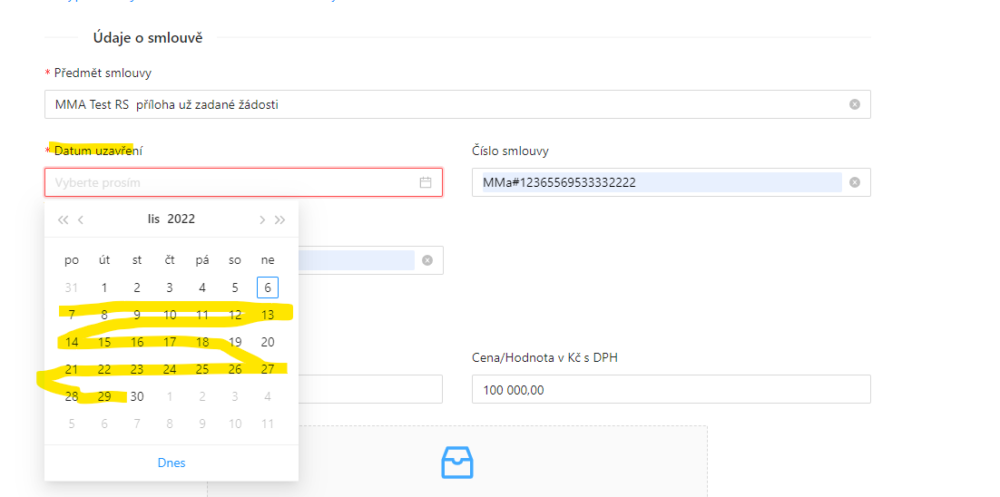 Údaje o smlouvě
* Předmět smlouvy
MMA Test RS  příloha už zadané žádosti
* Datum uzavření
Číslo smlouvy
Vyberte prosím
MMa#12365569533332222
lis 2022
po út st čt pá so ne
31 1 2 3 4 5 6
7 8 9 10 11 12 13
14 15 16 17 18 19 20
21 22 23 24 25 26 27
28 29 30 1 2 3 4
5 6 7 8 9 10 11
Dnes
Cena/Hodnota v Kč s DPH
100 000,00